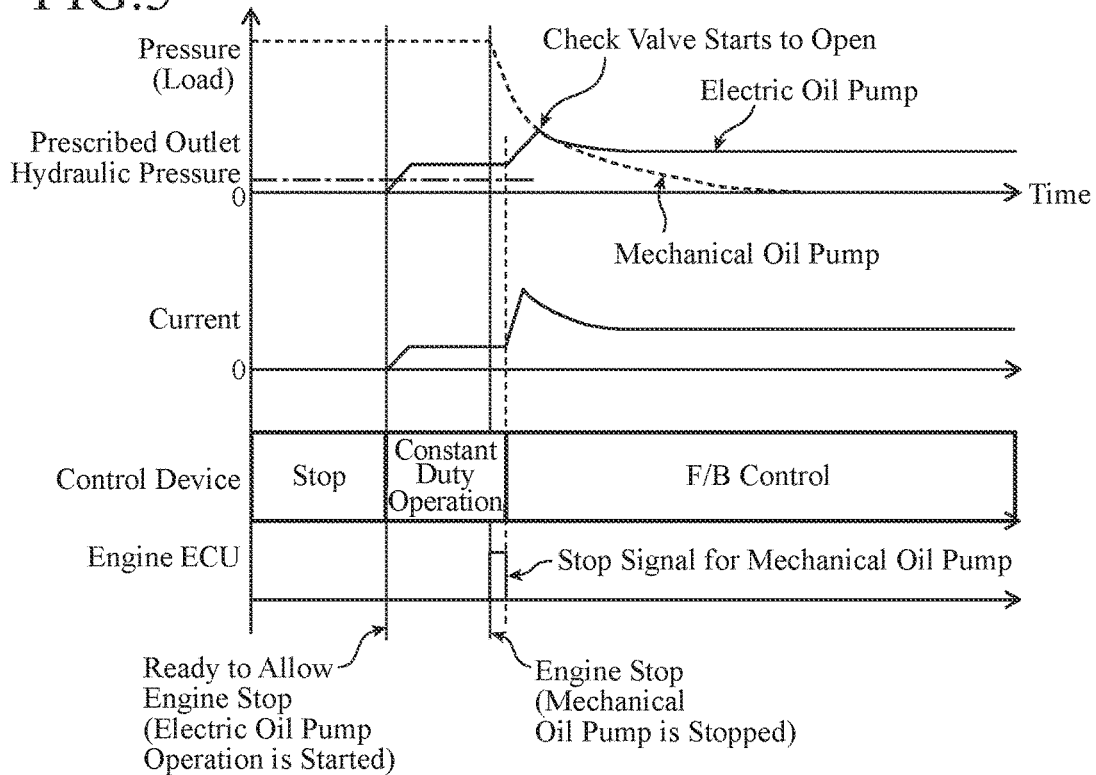 FIG.5
Pressure
(Load)
Check Valve Starts to Open
Electric Oil Pump
Prescribed Outlet
Hydraulic Pressure
0
Time
Mechanical Oil Pump
Current
0
Control Device
Stop
Constant
Duty
Operation
F/B Control
Engine ECU
Stop Signal for Mechanical Oil Pump
Ready to Allow
Engine Stop
(Electric Oil Pump
Operation is Started)
Engine Stop
(Mechanical
Oil Pump is Stopped)